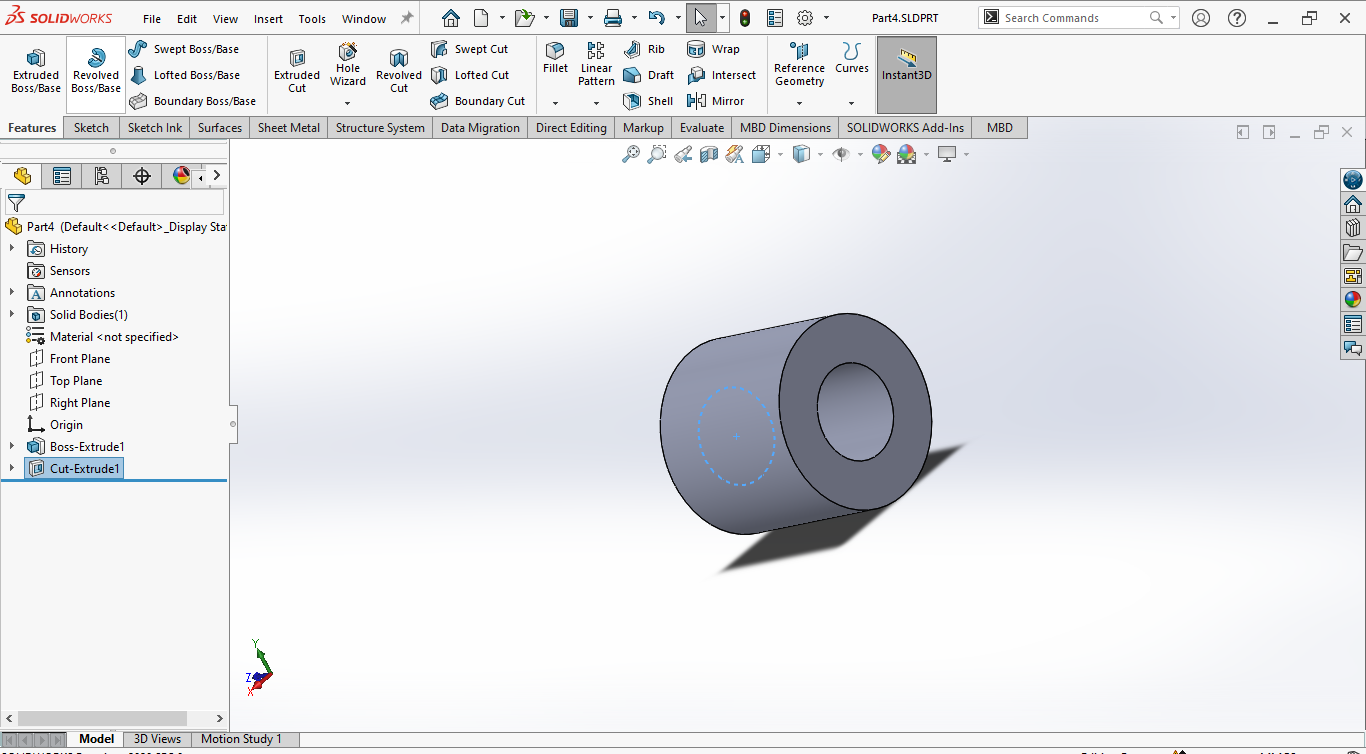 SOLIDWORKS File Edit View Insert Tools Window Part4.SLDPRT Search Commands
Extruded Boss/Base
Revolved Boss/Base
Swept Boss/Base
Lofted Boss/Base
Boundary Boss/Base
Extruded Cut
Hole Wizard
Revolved Cut
Swept Cut
Lofted Cut
Boundary Cut
Fillet
Linear Pattern
Rib
Draft
Shell
Wrap
Intersect
Mirror
Reference Geometry
Curves
Instant3D
Features Sketch Sketch Ink Surfaces Sheet Metal Structure System Data Migration Direct Editing Markup Evaluate MBD Dimensions SOLIDWORKS Add-Ins MBD
Part4 (Default<<Default>_Display Sta
History
Sensors
Annotations
Solid Bodies(1)
Material <not specified>
Front Plane
Top Plane
Right Plane
Origin
Boss-Extrude1
Cut-Extrude1
Y
Z
X
Model 3D Views Motion Study 1